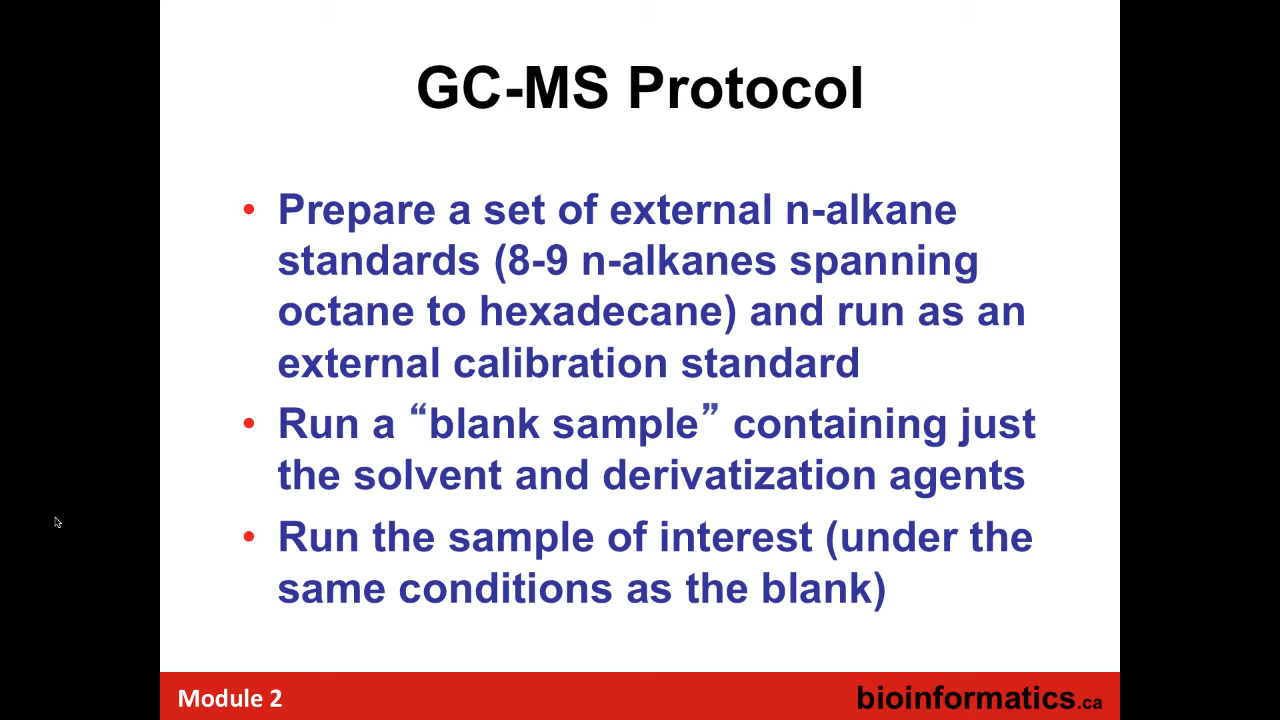 GC-MS Protocol
• Prepare a set of external n-alkane
standards (8-9 n-alkanes spanning
octane to hexadecane) and run as an
external calibration standard
• Run a “blank sample” containing just
the solvent and derivatization agents
• Run the sample of interest (under the
same conditions as the blank)
Module 2
bioinformatics.ca